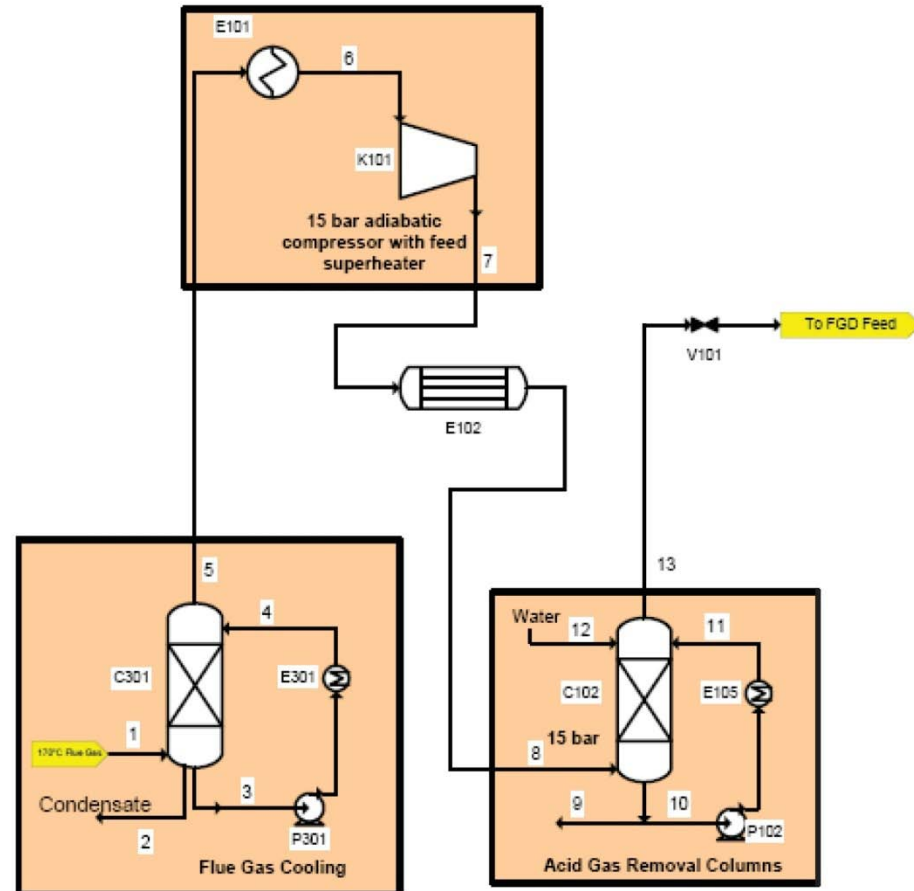 E101
6
K101
15 bar adiabatic
compressor with feed
superheater
7
To FGD Feed
V101
E102
5
13
4
Water
12
11
C301
E301
C102
E105
1
15 bar
170°C Flue Gas
8
3
Condensate
9
10
2
P301
P102
Flue Gas Cooling
Acid Gas Removal Columns